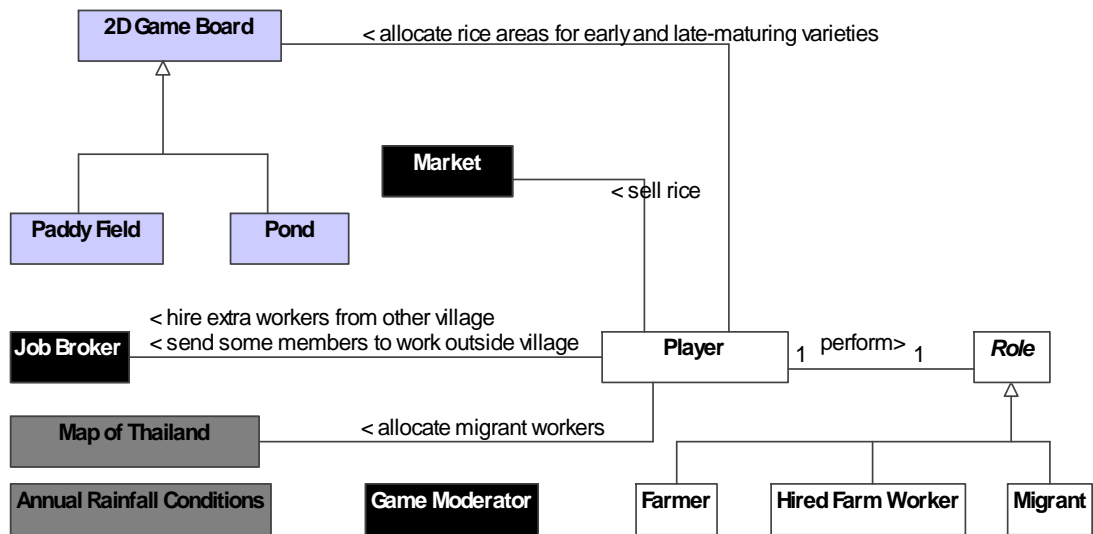 2D Game Board
< allocate rice areas for early and late-maturing varieties
Market
< sell rice
Paddy Field
Pond
< hire extra workers from other village
Job Broker
< send some members to work outside village
Player
1
perform>
1
Role
Map of Thailand
< allocate migrant workers
Annual Rainfall Conditions
Game Moderator
Farmer
Hired Farm Worker
Migrant